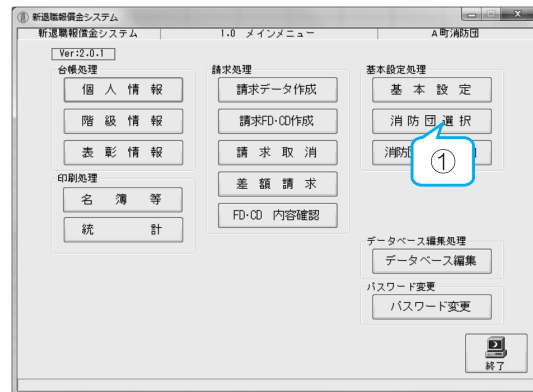 新退職報償金システム
新退職報償金システム 1.0 メインメニュー A町消防団
Ver:2.0.1
台帳処理
個人情報
階級情報
表彰情報
印刷処理
名簿等
統計
請求処理
請求データ作成
請求FD・CD作成
請求取消
差額請求
FD・CD 内容確認
基本設定処理
基本設定
消防団選択
消防団
①
データベース編集処理
データベース編集
パスワード変更
パスワード変更
終了